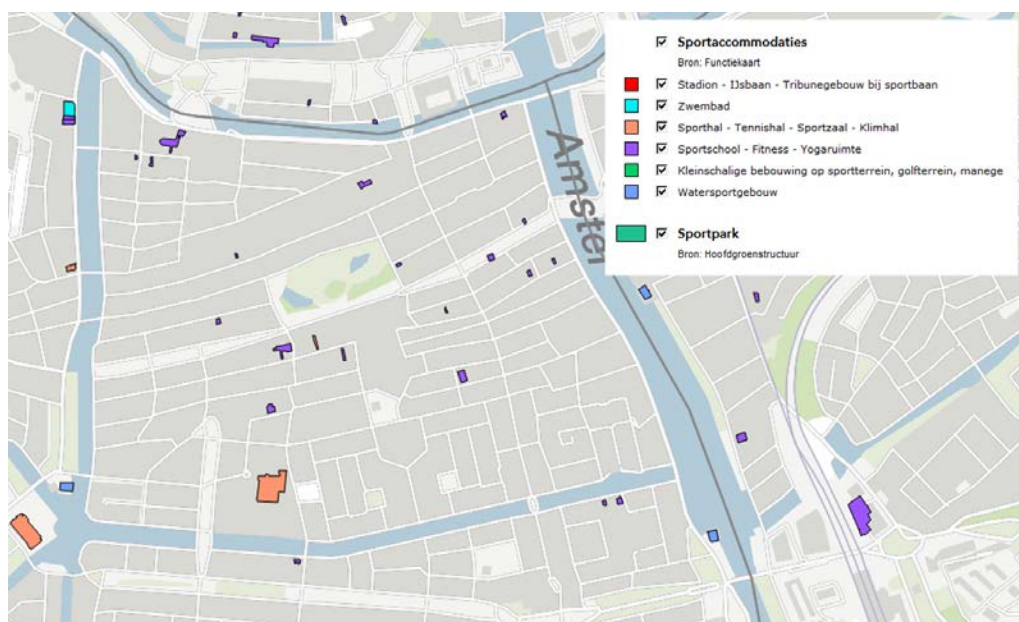 Sportaccommodaties
Bron: Functiekaart
Stadion - IJsbaan - Tribunegebouw bij sportbaan
Zwembad
Sporthal - Tennishal - Sportzaal - Klimhal
Sportschool - Fitness - Yogaruimte
Kleinschalige bebouwing op sportterrein, golfterrein, manege
Watersportgebouw
Sportpark
Bron: Hoofdgroenstructuur
Amstel